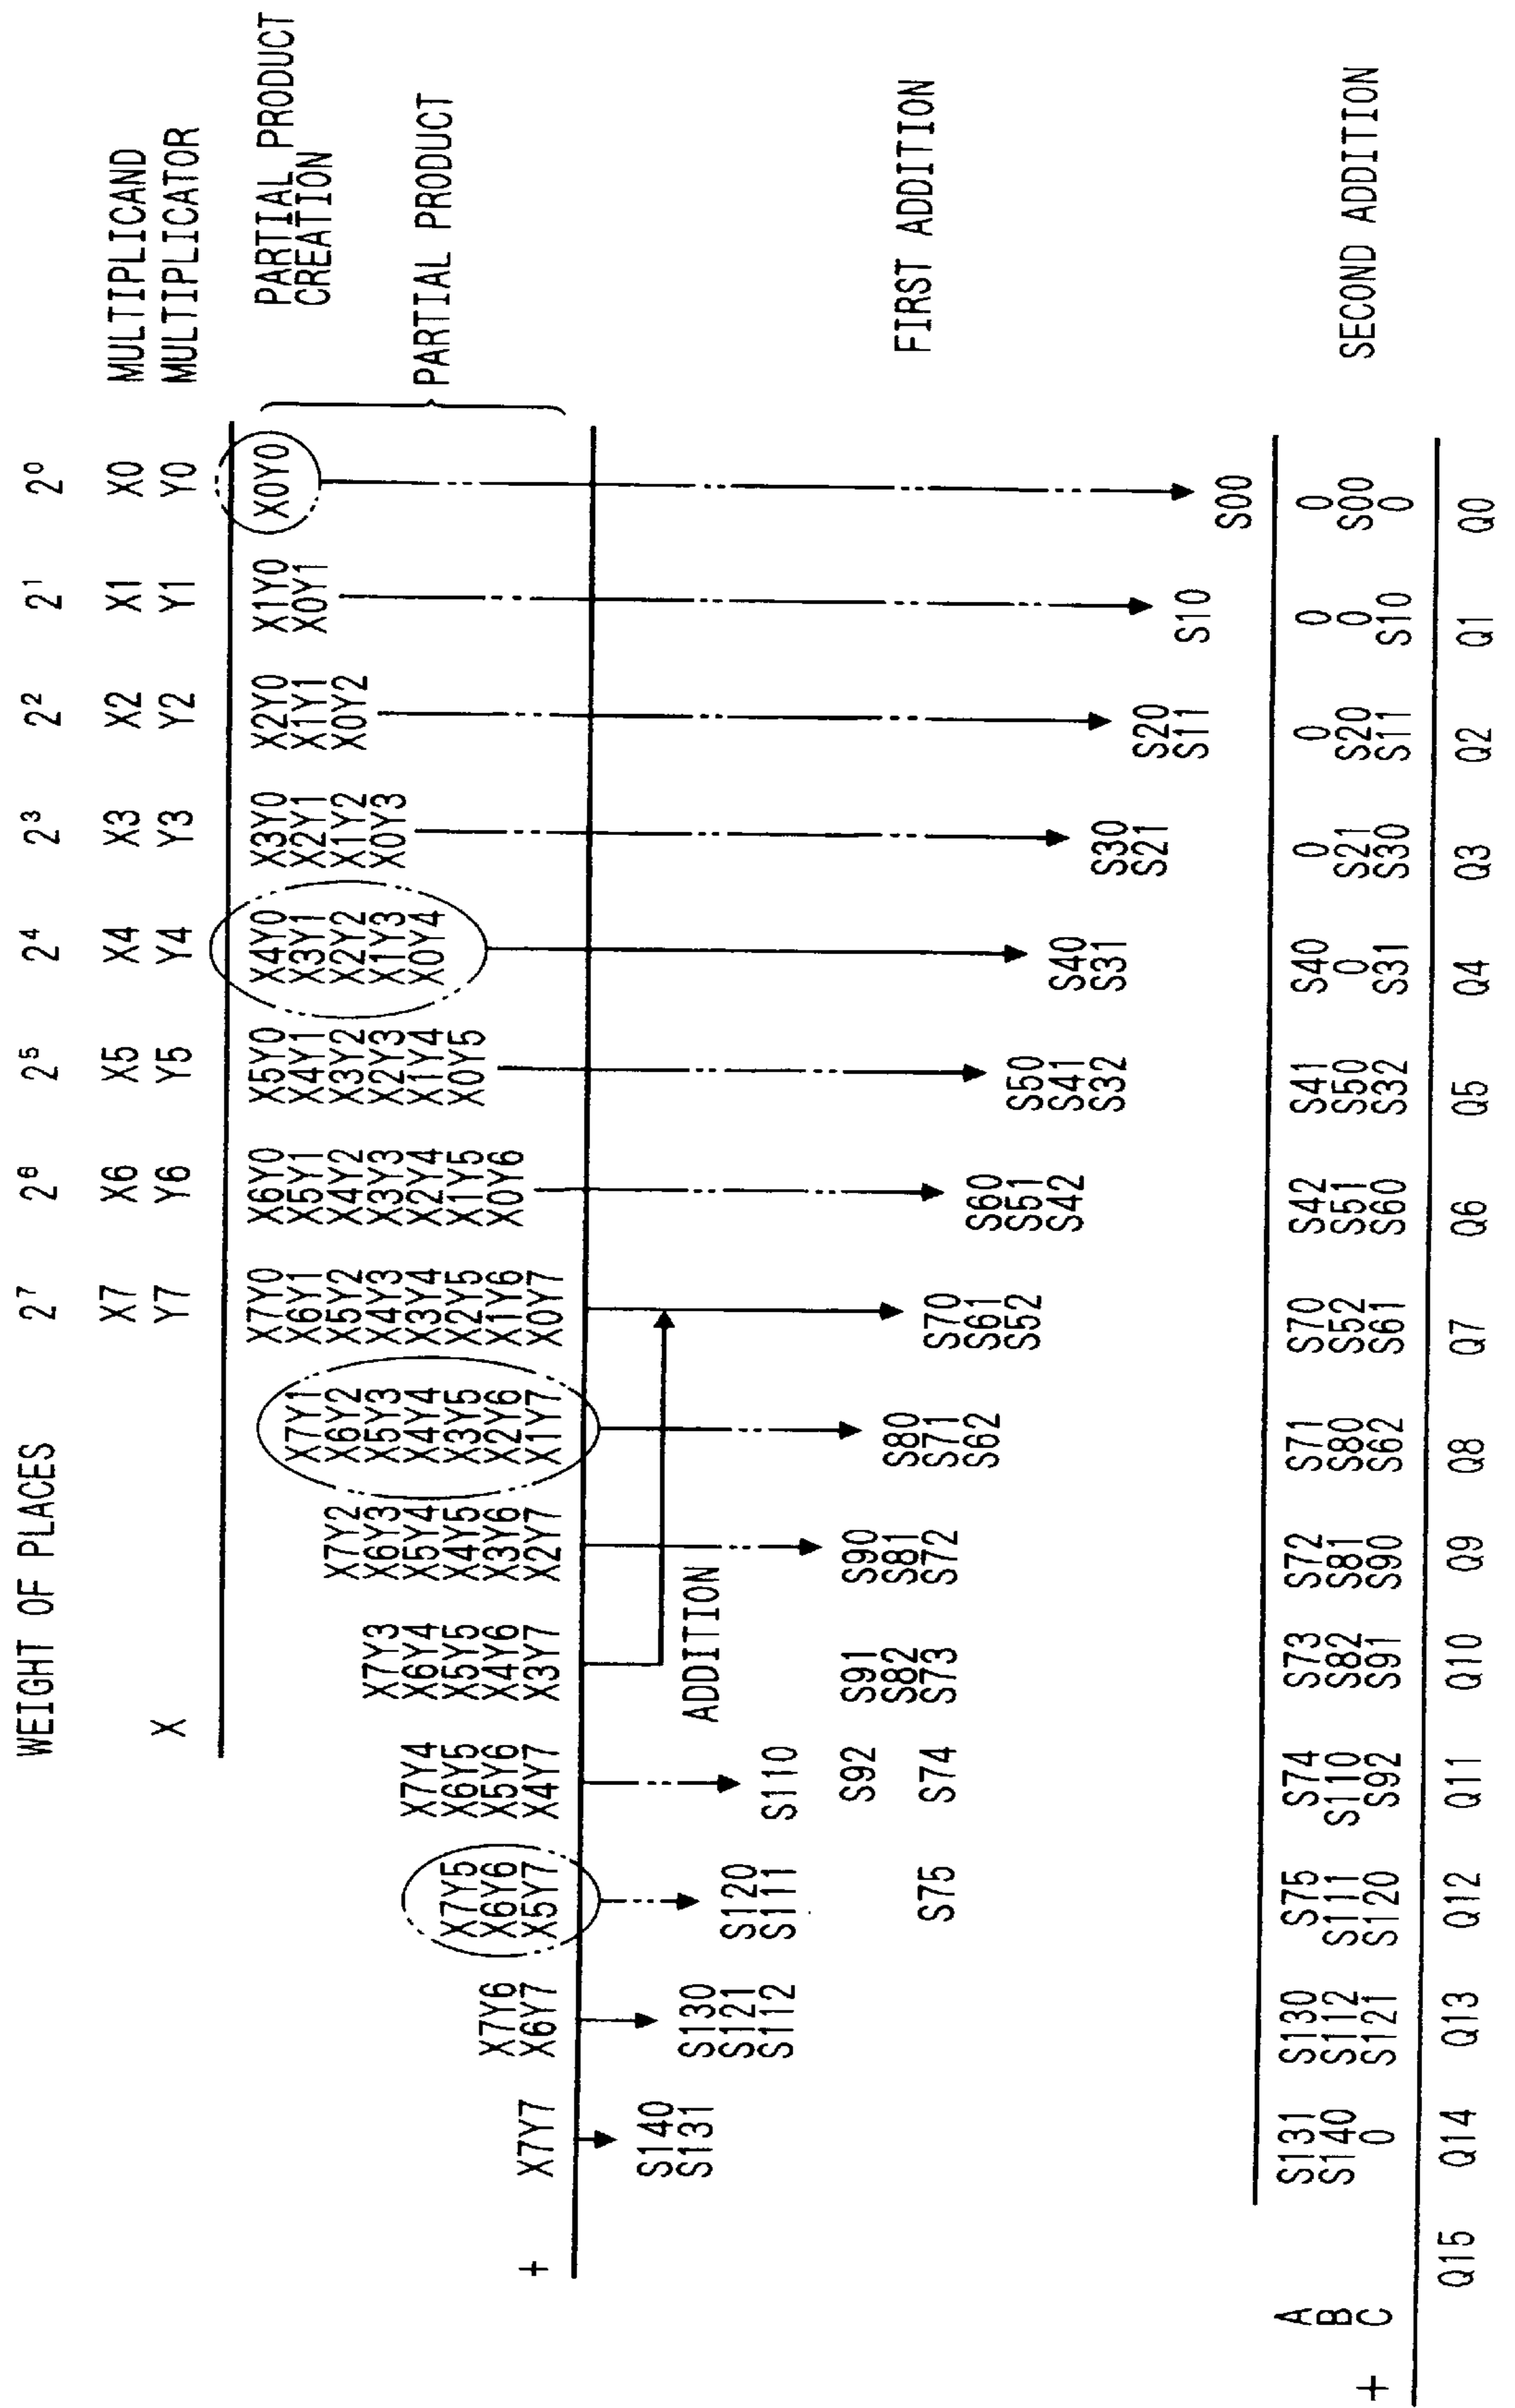 WEIGHT OF PLACES 2⁷ 2⁶ 2⁵ 2⁴ 2³ 2² 2¹ 2⁰
X7 X6 X5 X4 X3 X2 X1 X0 MULTIPLICAND
X Y7 Y6 Y5 Y4 Y3 Y2 Y1 Y0 MULTIPLICATOR
X7Y0 X6Y0 X5Y0 X4Y0 X3Y0 X2Y0 X1Y0 X0Y0 PARTIAL PRODUCT
X7Y1 X6Y1 X5Y1 X4Y1 X3Y1 X2Y1 X1Y1 X0Y1 CREATION
X7Y2 X6Y2 X5Y2 X4Y2 X3Y2 X2Y2 X1Y2 X0Y2
X7Y3 X6Y3 X5Y3 X4Y3 X3Y3 X2Y3 X1Y3 X0Y3
X7Y4 X6Y4 X5Y4 X4Y4 X3Y4 X2Y4 X1Y4 X0Y4 PARTIAL PRODUCT
X7Y5 X6Y5 X5Y5 X4Y5 X3Y5 X2Y5 X1Y5 X0Y5
X7Y6 X6Y6 X5Y6 X4Y6 X3Y6 X2Y6 X1Y6 X0Y6
+ X7Y7 X6Y7 X5Y7 X4Y7 X3Y7 X2Y7 X1Y7 X0Y7
S140
S131 S130 ADDITION
S121 S120
S112 S111 S110
S92 S91 S90
S82 S81 S80 FIRST ADDITION
S75 S74 S73 S72 S71 S70
S62 S61 S60
S52 S51 S50
S42 S41 S40
S32 S31 S30
S21 S20
S11 S10
S00
A S131 S130 S75 S74 S73 S72 S71 S70 S42 S41 S40 0 0 0 0
B S140 S112 S111 S110 S82 S81 S80 S52 S51 S50 0 S21 S20 0 S00 SECOND ADDITION
+ C 0 S121 S120 S92 S91 S90 S62 S61 S60 S32 S31 S30 S11 S10 0
Q15 Q14 Q13 Q12 Q11 Q10 Q9 Q8 Q7 Q6 Q5 Q4 Q3 Q2 Q1 Q0